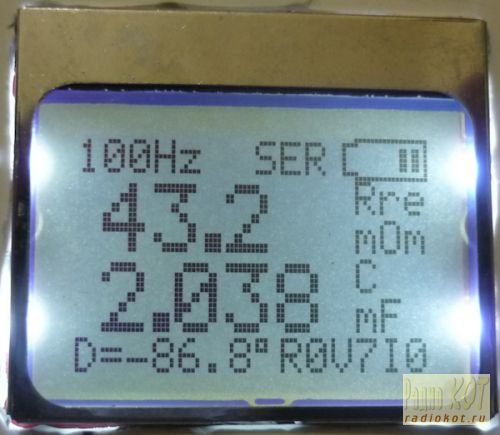 100Hz SER
43.2 Rre
mOm
2.038 C
mF
D=-86.8° R0V7I0
Радио КОТ
radiokot.ru